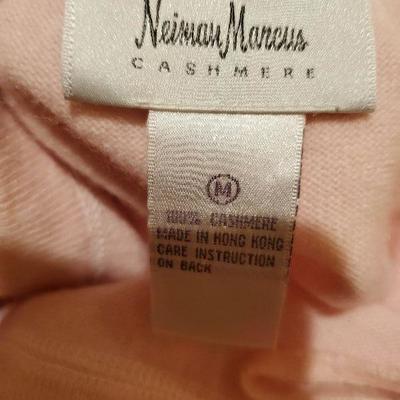 Neiman Marcus
CASHMERE
M
100% CASHMERE
MADE IN HONG KONG
CARE INSTRUCTION
ON BACK